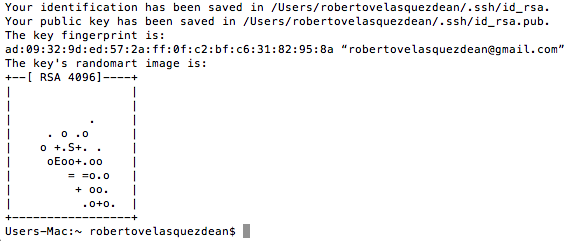 Your identification has been saved in /Users/robertovelasquezdean/.ssh/id_rsa.
Your public key has been saved in /Users/robertovelasquezdean/.ssh/id_rsa.pub.
The key fingerprint is:
ad:09:32:9d:ed:57:2a:ff:0f:c2:bf:c6:31:82:95:8a “robertovelasquezdean@gmail.com”
The key's randomart image is:
+--[ RSA 4096]----+
|                 |
|                 |
|           .     |
|     . o .o      |
|    o +.S+. .    |
|     oEoo+.oo    |
|        = =o.o   |
|         + oo.   |
|          .o+o.  |
+-----------------+
Users-Mac:~ robertovelasquezdean$